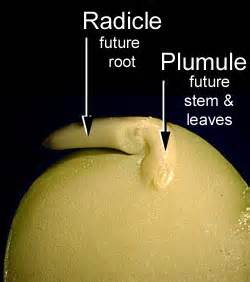 Radicle
future
root
Plumule
future
stem &
leaves